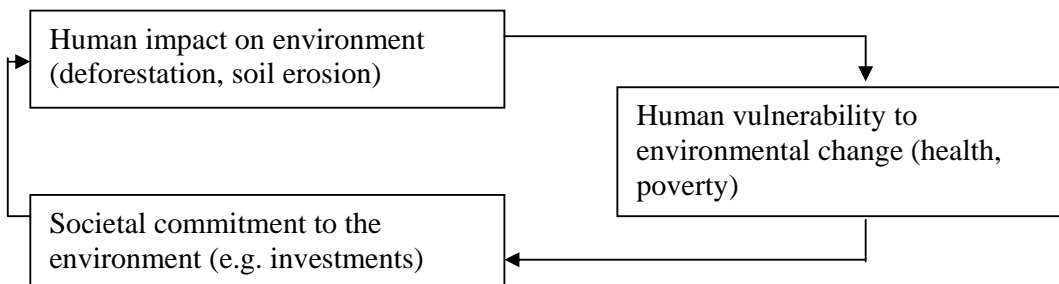 Human impact on environment
(deforestation, soil erosion)
Human vulnerability to
environmental change (health,
poverty)
Societal commitment to the
environment (e.g. investments)